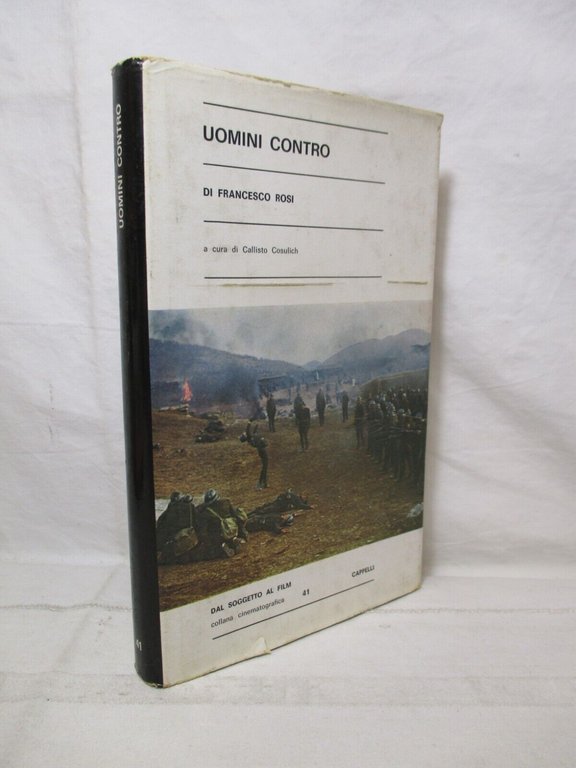 UOMINI CONTRO
DI FRANCESCO ROSI
a cura di Callisto Cosulich
DAL SOGGETTO AL FILM
collana cinematografica
41
CAPPELLI
UOMINI CONTRO
41